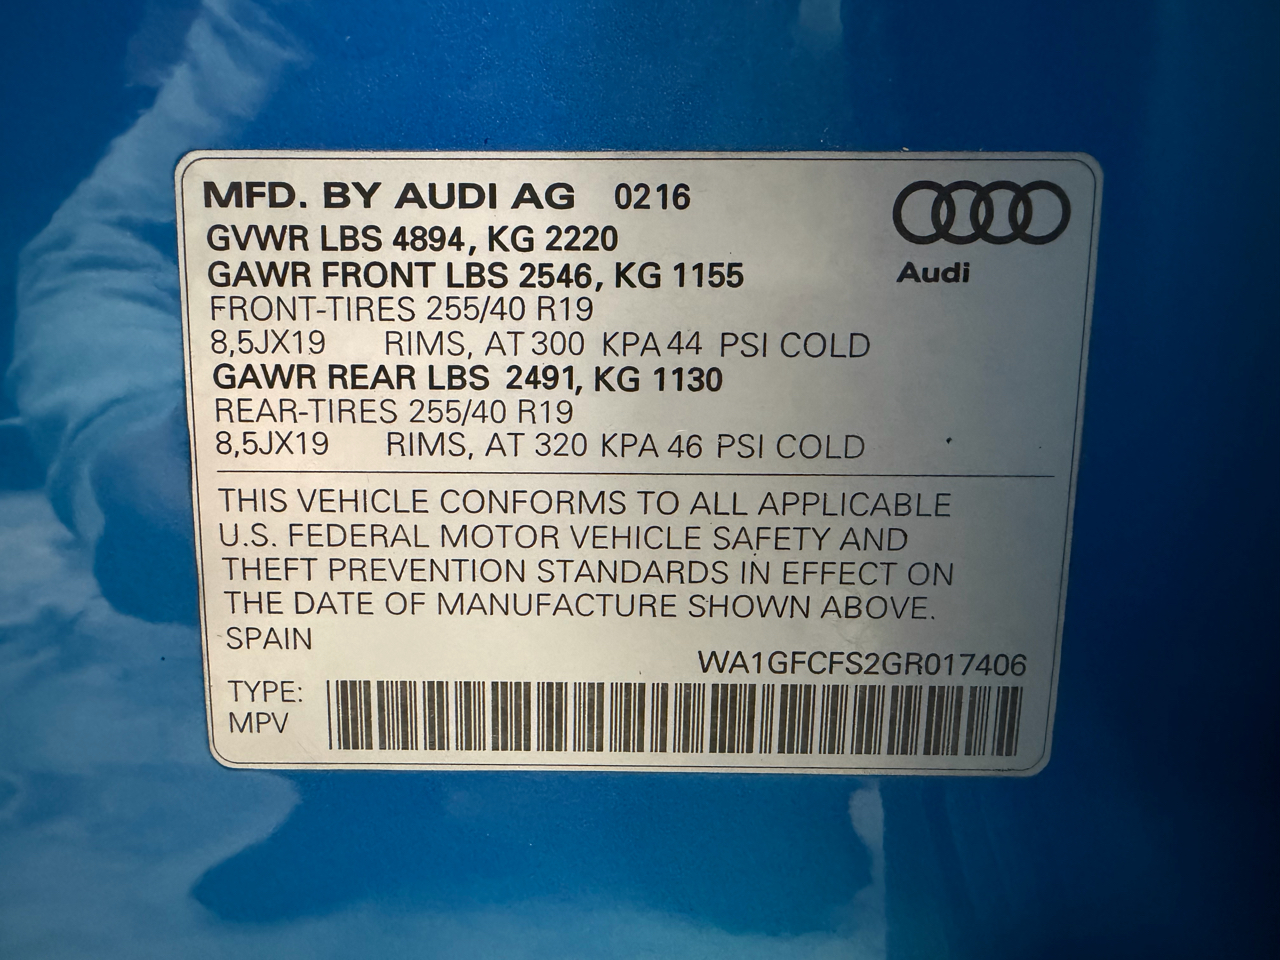 MFD. BY AUDI AG 0216
GVWR LBS 4894, KG 2220
GAWR FRONT LBS 2546, KG 1155
Audi
FRONT-TIRES 255/40 R19
8,5JX19 RIMS, AT 300 KPA 44 PSI COLD
GAWR REAR LBS 2491, KG 1130
REAR-TIRES 255/40 R19
8,5JX19 RIMS, AT 320 KPA 46 PSI COLD
THIS VEHICLE CONFORMS TO ALL APPLICABLE
U.S. FEDERAL MOTOR VEHICLE SAFETY AND
THEFT PREVENTION STANDARDS IN EFFECT ON
THE DATE OF MANUFACTURE SHOWN ABOVE.
SPAIN
WA1GFCFS2GR017406
TYPE:
MPV